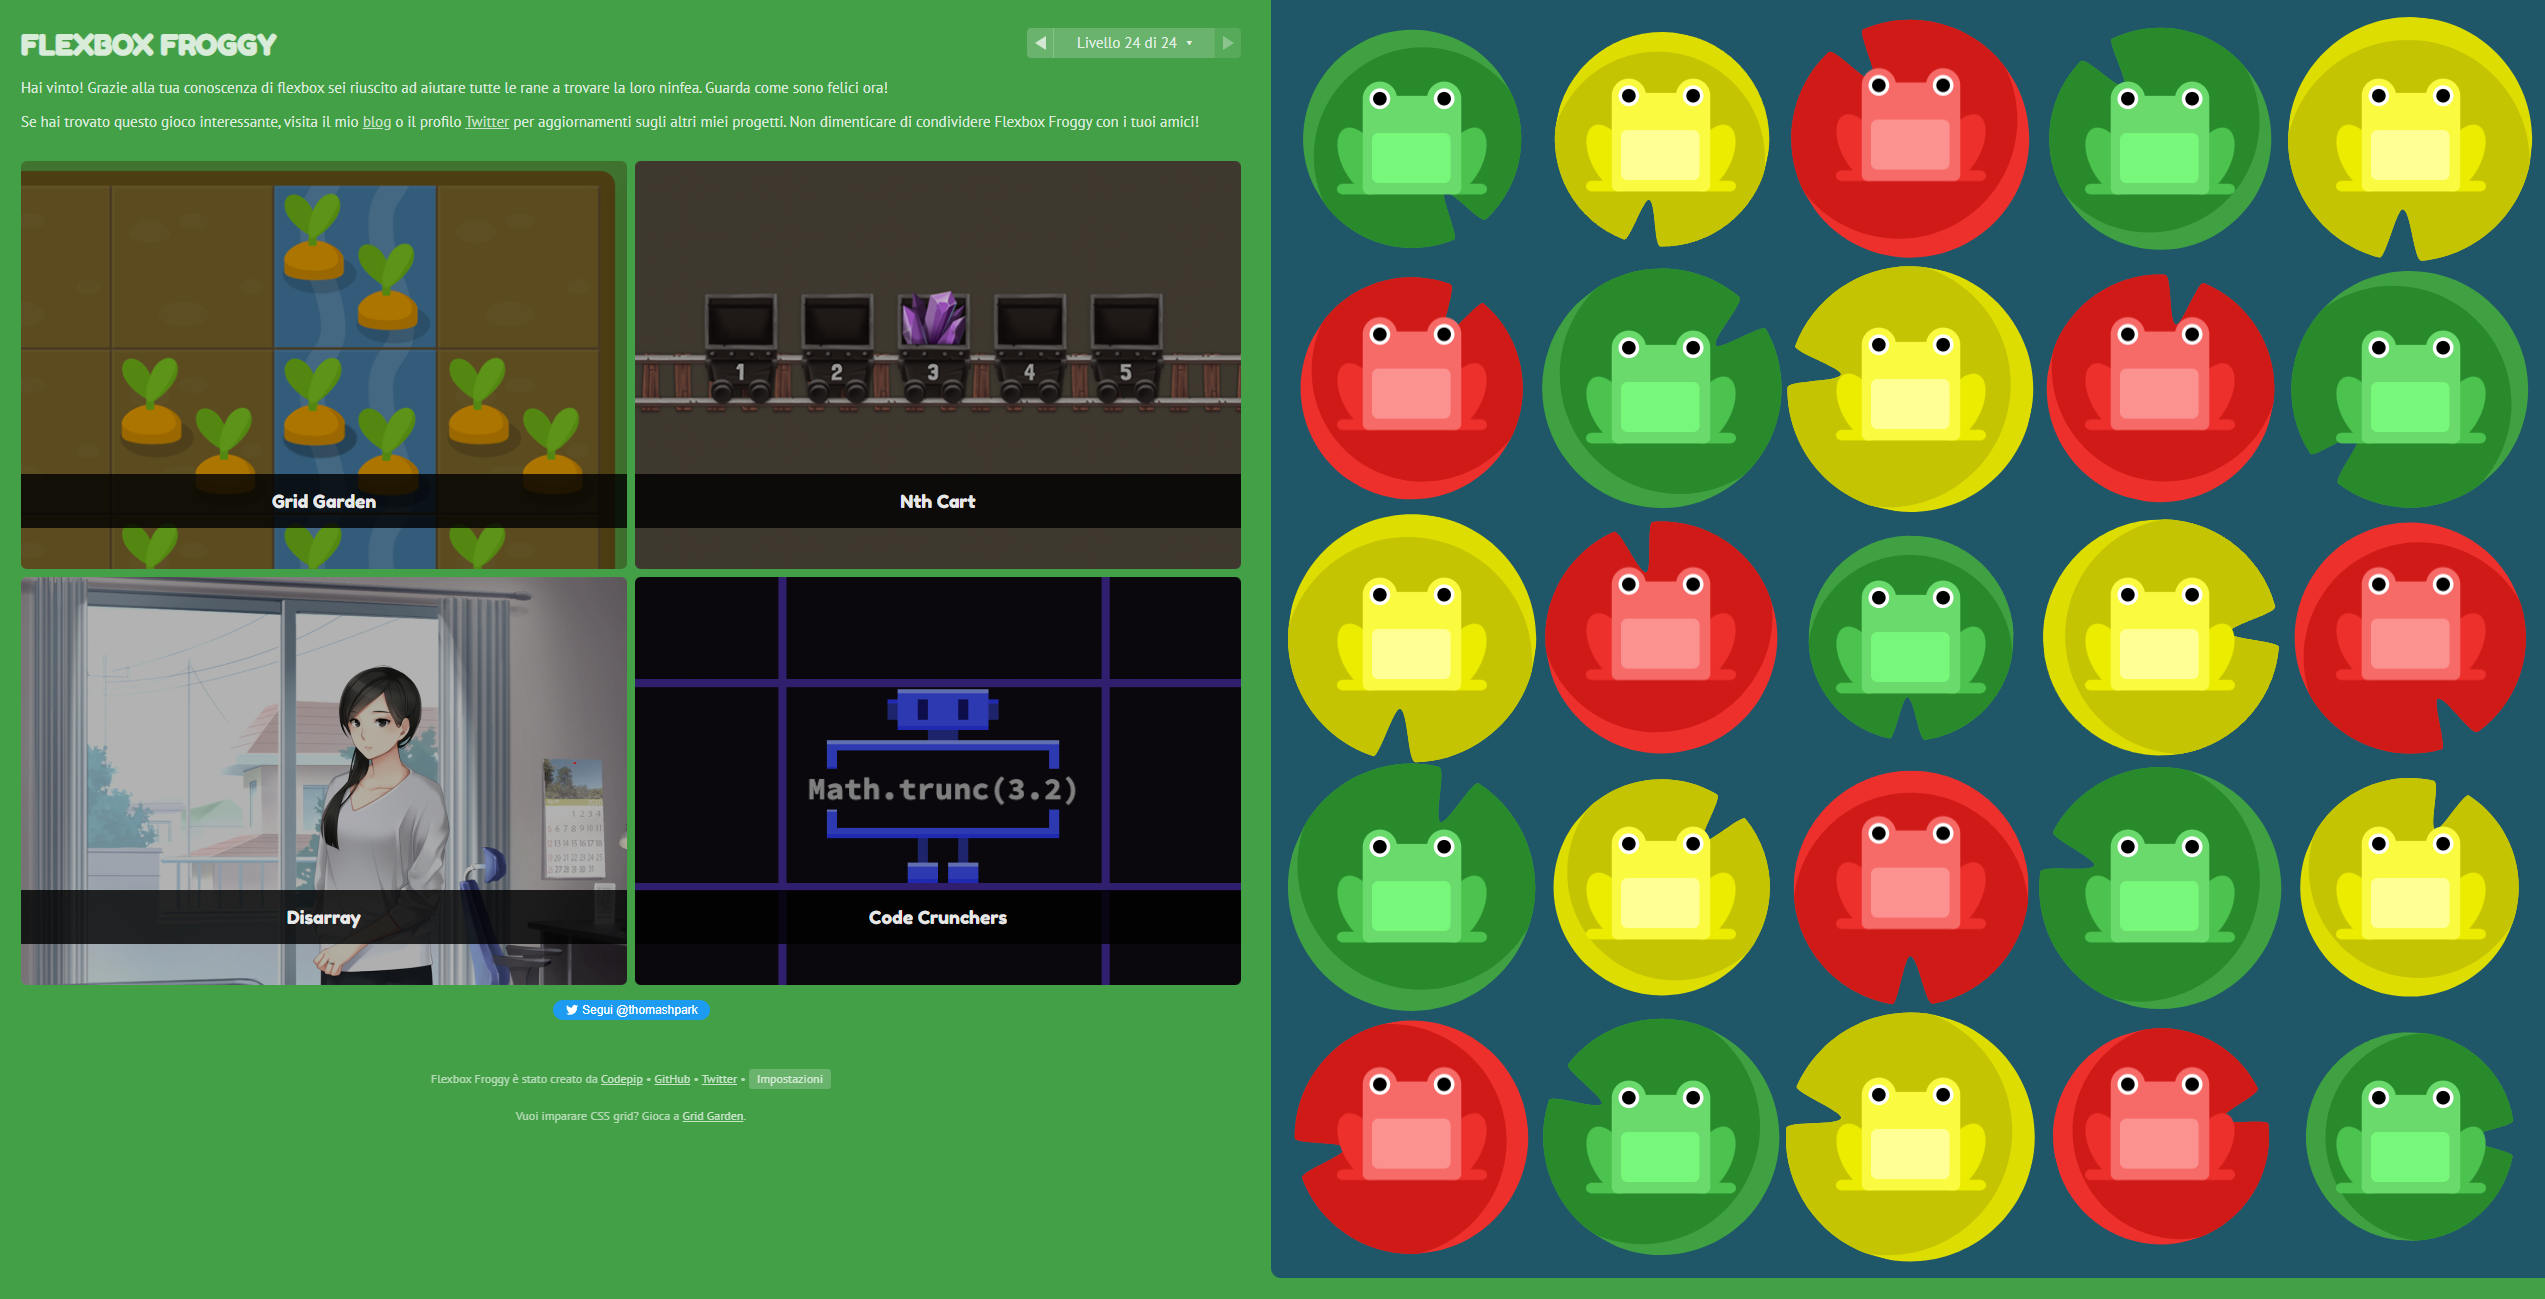 FLEXBOX FROGGY
Livello 24 di 24
Hai vinto! Grazie alla tua conoscenza di flexbox sei riuscito ad aiutare tutte le rane a trovare la loro ninfea. Guarda come sono felici ora!
Se hai trovato questo gioco interessante, visita il mio blog o il profilo Twitter per aggiornamenti sugli altri miei progetti. Non dimenticare di condividere Flexbox Froggy con i tuoi amici!
1 2 3 4 5
Grid Garden
Nth Cart
Math.trunc(3.2)
Disarray
Code Crunchers
Segui @thomashpark
Flexbox Froggy è stato creato da Codepip • GitHub • Twitter • Impostazioni
Vuoi imparare CSS grid? Gioca a Grid Garden.